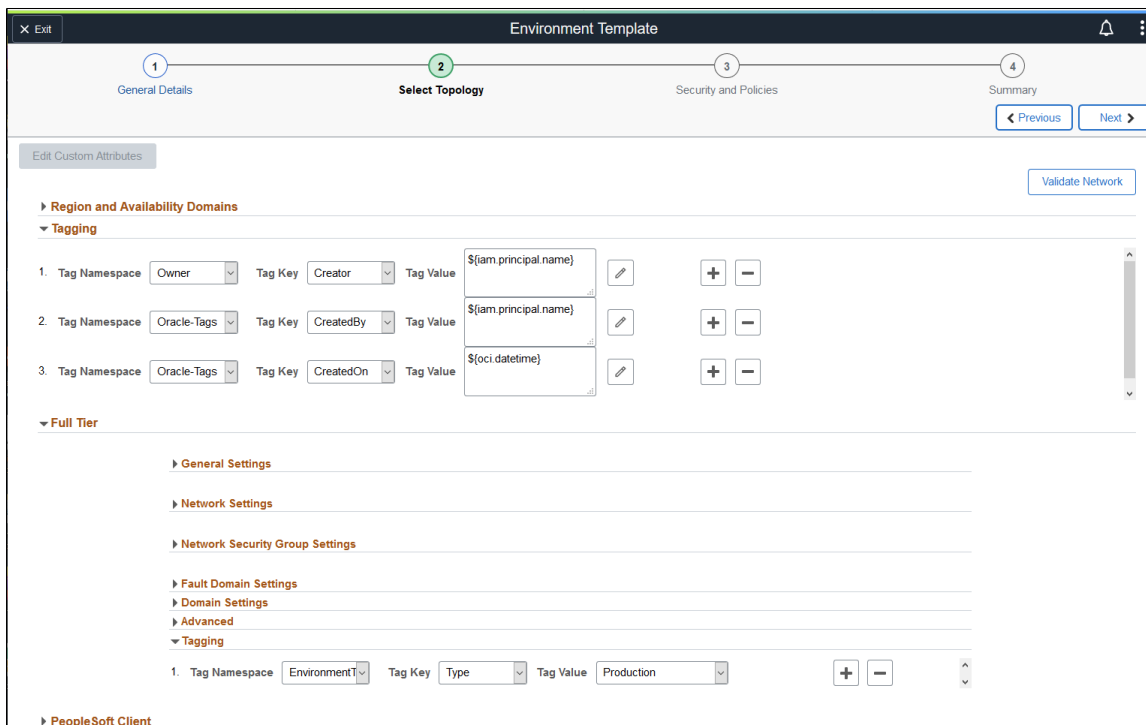 Exit
Environment Template
1
2
3
4
General Details
Select Topology
Security and Policies
Summary
Previous
Next
Edit Custom Attributes
Validate Network
Region and Availability Domains
Tagging
1. Tag Namespace Owner Tag Key Creator Tag Value ${iam.principal.name}
2. Tag Namespace Oracle-Tags Tag Key CreatedBy Tag Value ${iam.principal.name}
3. Tag Namespace Oracle-Tags Tag Key CreatedOn Tag Value ${oci.datetime}
Full Tier
General Settings
Network Settings
Network Security Group Settings
Fault Domain Settings
Domain Settings
Advanced
Tagging
1. Tag Namespace EnvironmentT Tag Key Type Tag Value Production
PeopleSoft Client